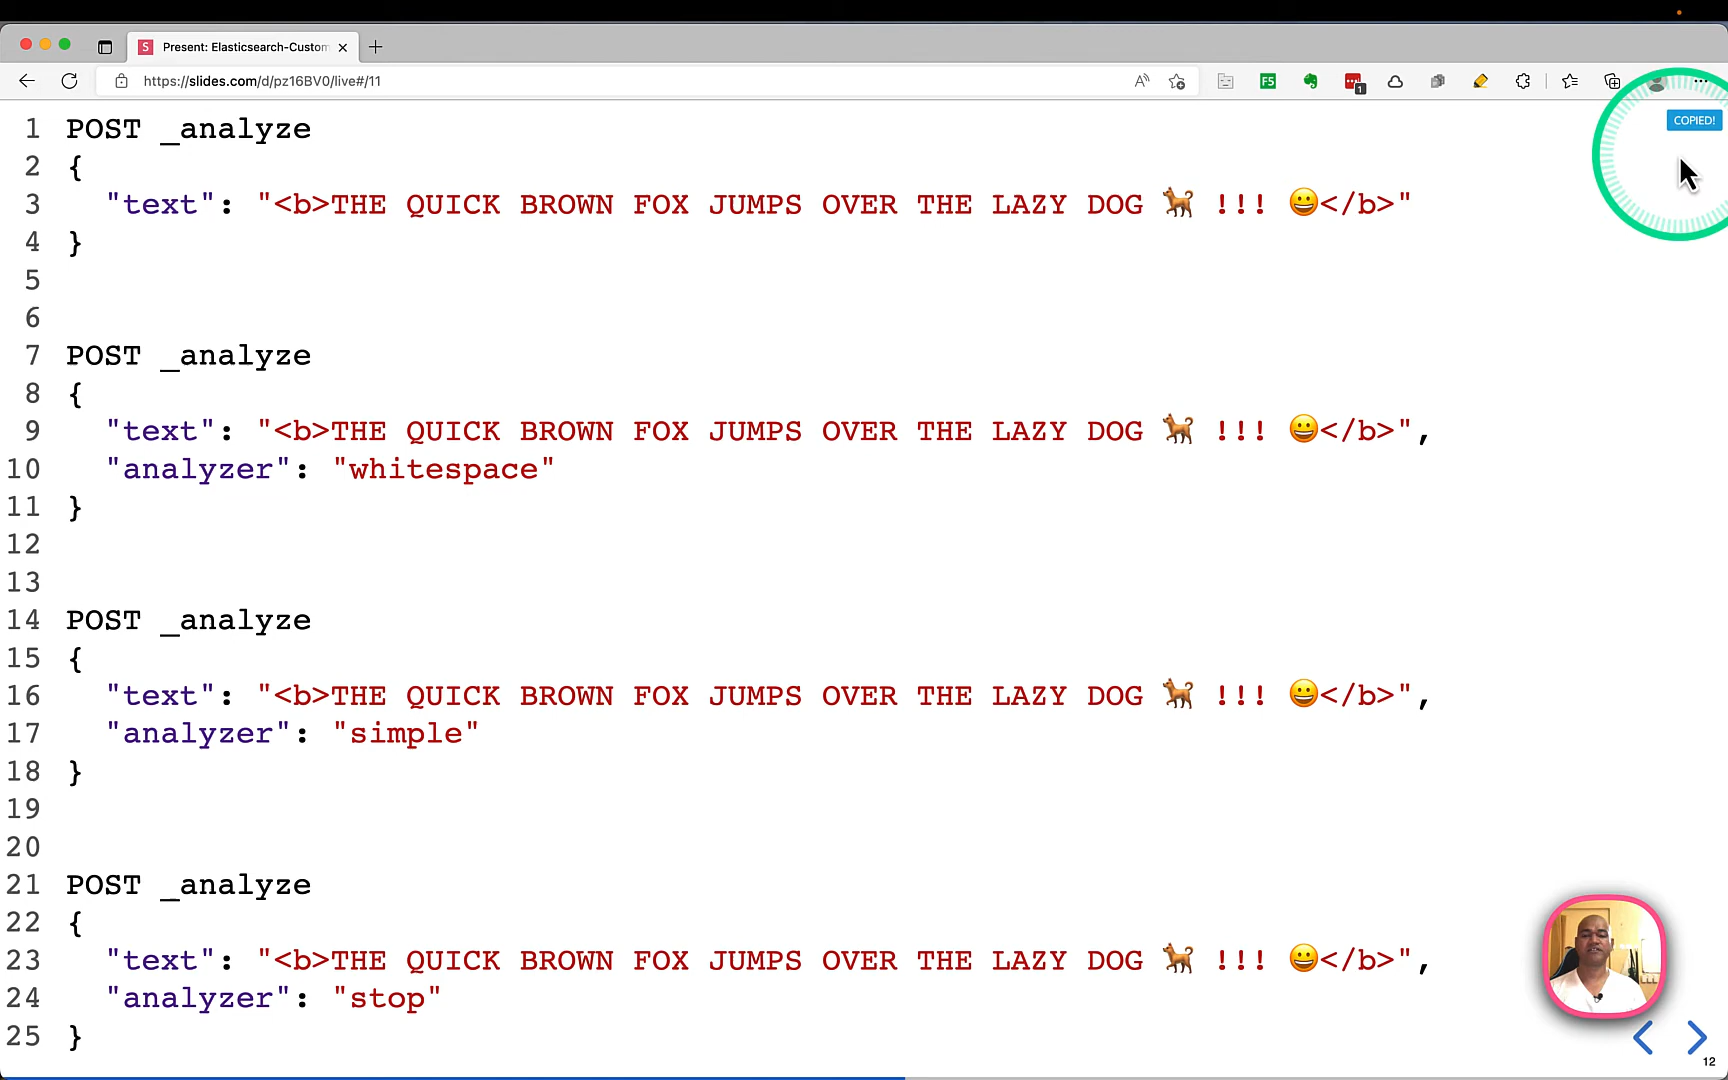 Present: Elasticsearch-Custom
https://slides.com/d/pz16BV0/live#/11
COPIED!
1 POST _analyze
2 {
3 "text": "<b>THE QUICK BROWN FOX JUMPS OVER THE LAZY DOG 🐕 !!! 😀</b>"
4 }
5
6
7 POST _analyze
8 {
9 "text": "<b>THE QUICK BROWN FOX JUMPS OVER THE LAZY DOG 🐕 !!! 😀</b>",
10 "analyzer": "whitespace"
11 }
12
13
14 POST _analyze
15 {
16 "text": "<b>THE QUICK BROWN FOX JUMPS OVER THE LAZY DOG 🐕 !!! 😀</b>",
17 "analyzer": "simple"
18 }
19
20
21 POST _analyze
22 {
23 "text": "<b>THE QUICK BROWN FOX JUMPS OVER THE LAZY DOG 🐕 !!! 😀</b>",
24 "analyzer": "stop"
25 }
12